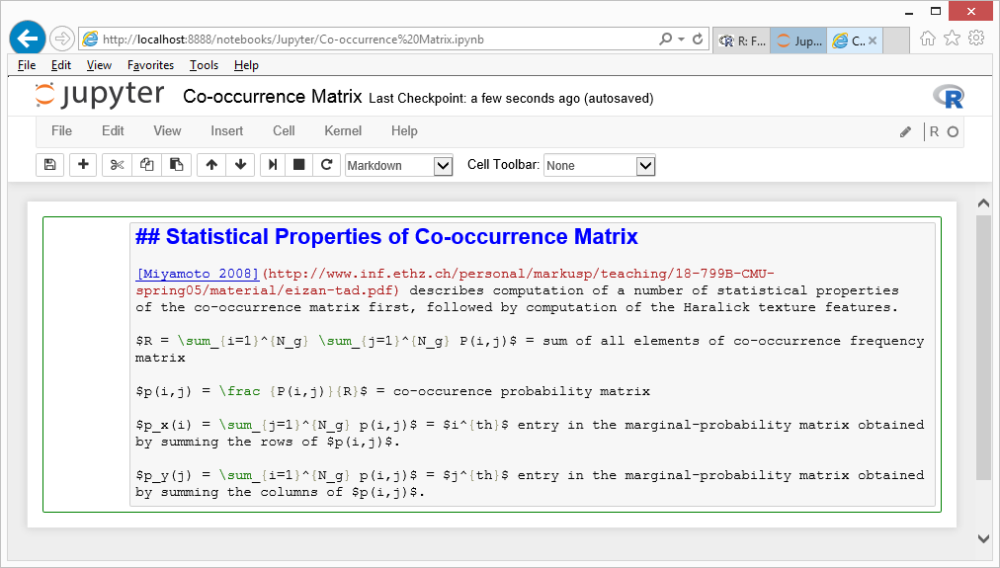 http://localhost:8888/notebooks/Jupyter/Co-occurrence%20Matrix.ipynb
R: F...
Jup...
C...
File Edit View Favorites Tools Help
jupyter Co-occurrence Matrix Last Checkpoint: a few seconds ago (autosaved)
R
File Edit View Insert Cell Kernel Help
R
Markdown
Cell Toolbar: None
## Statistical Properties of Co-occurrence Matrix
[Miyamoto 2008](http://www.inf.ethz.ch/personal/markusp/teaching/18-799B-CMU-
spring05/material/eizan-tad.pdf) describes computation of a number of statistical properties
of the co-occurrence matrix first, followed by computation of the Haralick texture features.
$R = \sum_{i=1}^{N_g} \sum_{j=1}^{N_g} P(i,j)$ = sum of all elements of co-occurrence frequency
matrix
$p(i,j) = \frac {P(i,j)}{R}$ = co-occurence probability matrix
$p_x(i) = \sum_{j=1}^{N_g} p(i,j)$ = $i^{th}$ entry in the marginal-probability matrix obtained
by summing the rows of $p(i,j)$.
$p_y(j) = \sum_{i=1}^{N_g} p(i,j)$ = $j^{th}$ entry in the marginal-probability matrix obtained
by summing the columns of $p(i,j)$.